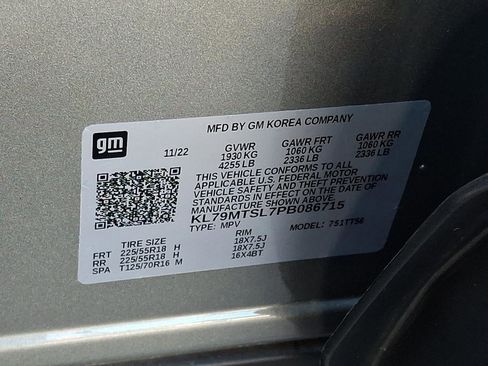 MFD BY GM KOREA COMPANY
gm
11/22
GVWR GAWR FRT GAWR RR
1930 KG 1060 KG 1060 KG
4255 LB 2336 LB 2336 LB
THIS VEHICLE CONFORMS TO ALL
APPLICABLE U.S. FEDERAL MOTOR
VEHICLE SAFETY AND THEFT PREVENTION
STANDARDS IN EFFECT ON THE DATE OF
MANUFACTURE SHOWN ABOVE.
KL79MTSL7PB086715
TYPE: MPV MODEL: 751TT56
TIRE SIZE RIM
FRT 225/55R18 H 18X7.5J
RR 225/55R18 H 18X7.5J
SPA T125/70R16 M 16X4BT